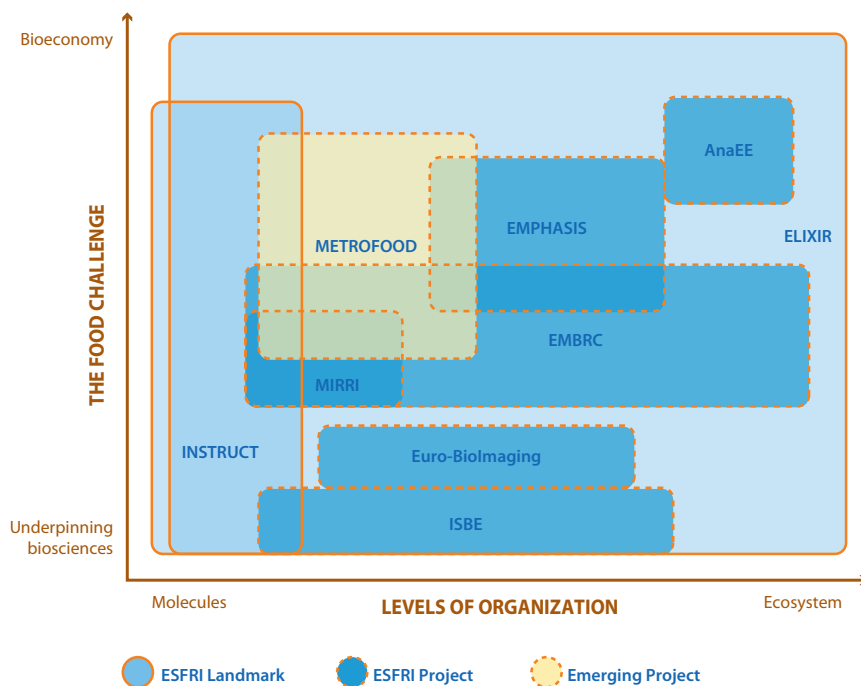 Bioeconomy
AnaEE
EMPHASIS
ELIXIR
METROFOOD
THE FOOD CHALLENGE
EMBRC
MIRRI
INSTRUCT
Euro-BioImaging
ISBE
Underpinning
biosciences
Molecules
LEVELS OF ORGANIZATION
Ecosystem
ESFRI Landmark
ESFRI Project
Emerging Project